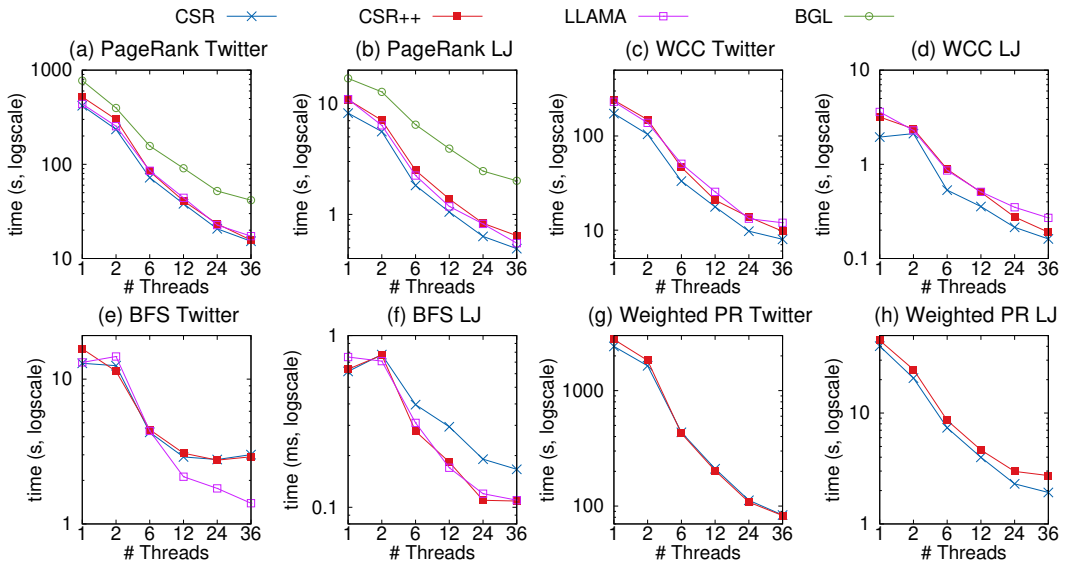 CSR CSR++ LLAMA BGL
(a) PageRank Twitter (b) PageRank LJ (c) WCC Twitter (d) WCC LJ
time (s, logscale)
1000
100
10
1 2 6 12 24 36
# Threads
time (s, logscale)
10
1
1 2 6 12 24 36
# Threads
time (s, logscale)
100
10
1 2 6 12 24 36
# Threads
time (s, logscale)
10
1
0.1
1 2 6 12 24 36
# Threads
(e) BFS Twitter (f) BFS LJ (g) Weighted PR Twitter (h) Weighted PR LJ
time (s, logscale)
10
1
1 2 6 12 24 36
# Threads
time (ms, logscale)
1
0.1
1 2 6 12 24 36
# Threads
time (s, logscale)
1000
100
1 2 6 12 24 36
# Threads
time (s, logscale)
10
1
1 2 6 12 24 36
# Threads